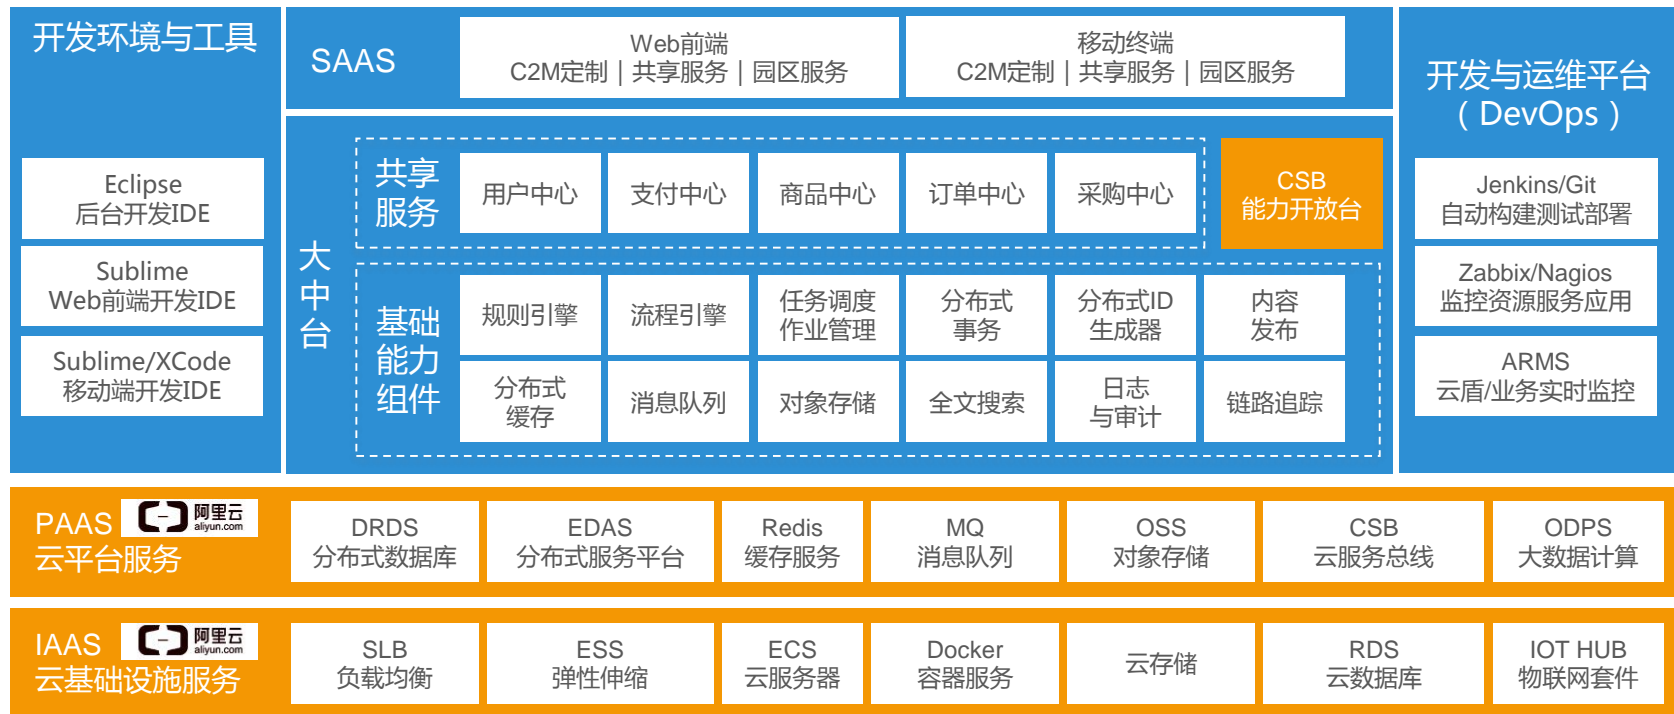 开发环境与工具
Eclipse
后台开发IDE
Sublime
Web前端开发IDE
Sublime/XCode
移动端开发IDE
SAAS
Web前端
C2M定制｜共享服务｜园区服务
移动终端
C2M定制｜共享服务｜园区服务
大
中
台
共享
服务
用户中心
支付中心
商品中心
订单中心
采购中心
CSB
能力开放台
基础
能力
组件
规则引擎
流程引擎
任务调度
作业管理
分布式
事务
分布式ID
生成器
内容
发布
分布式
缓存
消息队列
对象存储
全文搜索
日志
与审计
链路追踪
开发与运维平台
（DevOps）
Jenkins/Git
自动构建测试部署
Zabbix/Nagios
监控资源服务应用
ARMS
云盾/业务实时监控
PAAS
阿里云
aliyun.com
云平台服务
DRDS
分布式数据库
EDAS
分布式服务平台
Redis
缓存服务
MQ
消息队列
OSS
对象存储
CSB
云服务总线
ODPS
大数据计算
IAAS
阿里云
aliyun.com
云基础设施服务
SLB
负载均衡
ESS
弹性伸缩
ECS
云服务器
Docker
容器服务
云存储
RDS
云数据库
IOT HUB
物联网套件